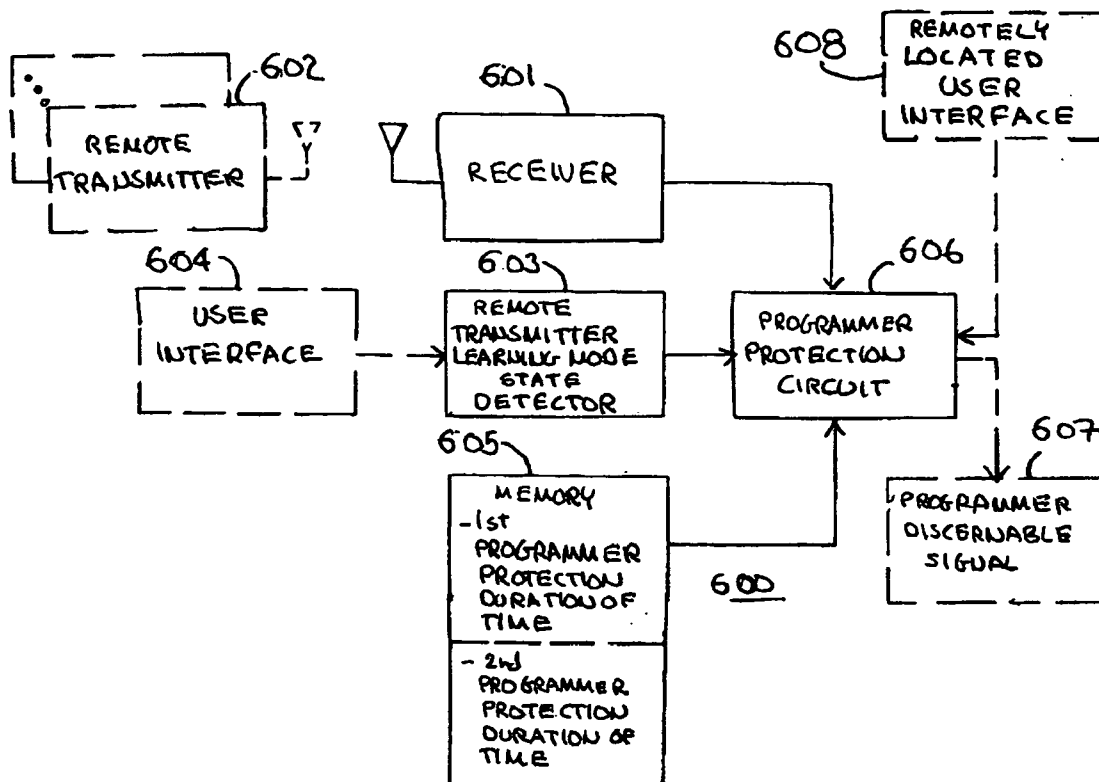 602
REMOTE
TRANSMITTER
601
RECEIVER
608
REMOTELY
LOCATED
USER
INTERFACE
604
USER
INTERFACE
603
REMOTE
TRANSMITTER
LEARNING MODE
STATE
DETECTOR
606
PROGRAMMER
PROTECTION
CIRCUIT
605
MEMORY
-1st
PROGRAMMER
PROTECTION
DURATION OF
TIME
- 2nd
PROGRAMMER
PROTECTION
DURATION OF
TIME
600
607
PROGRAMMER
DISCERNABLE
SIGNAL